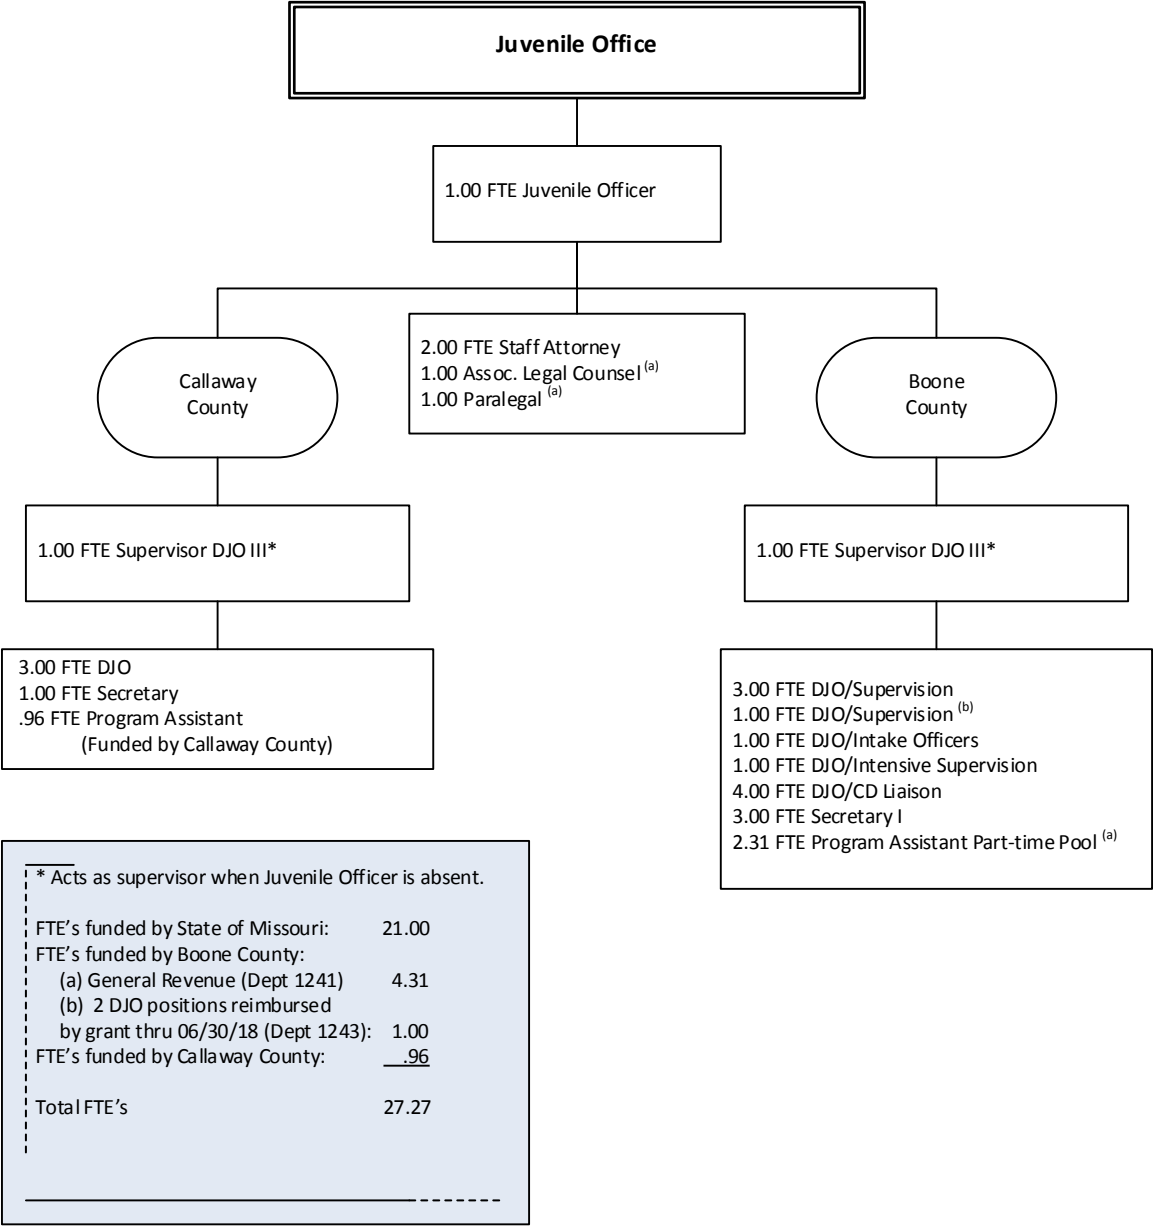 Juvenile Office
1.00 FTE Juvenile Officer
Callaway
County
2.00 FTE Staff Attorney
1.00 Assoc. Legal Counsel (a)
1.00 Paralegal (a)
Boone
County
1.00 FTE Supervisor DJO III*
1.00 FTE Supervisor DJO III*
3.00 FTE DJO
1.00 FTE Secretary
.96 FTE Program Assistant
(Funded by Callaway County)
3.00 FTE DJO/Supervision
1.00 FTE DJO/Supervision (b)
1.00 FTE DJO/Intake Officers
1.00 FTE DJO/Intensive Supervision
4.00 FTE DJO/CD Liaison
3.00 FTE Secretary I
2.31 FTE Program Assistant Part-time Pool (a)
* Acts as supervisor when Juvenile Officer is absent.
FTE's funded by State of Missouri: 21.00
FTE's funded by Boone County:
(a) General Revenue (Dept 1241) 4.31
(b) 2 DJO positions reimbursed
by grant thru 06/30/18 (Dept 1243): 1.00
FTE's funded by Callaway County: .96
Total FTE's 27.27